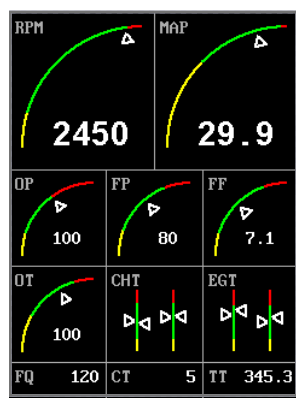 RPM MAP
2450 29.9
OP FP FF
100 80 7.1
OT CHT EGT
100
FQ 120 CT 5 TT 345.3